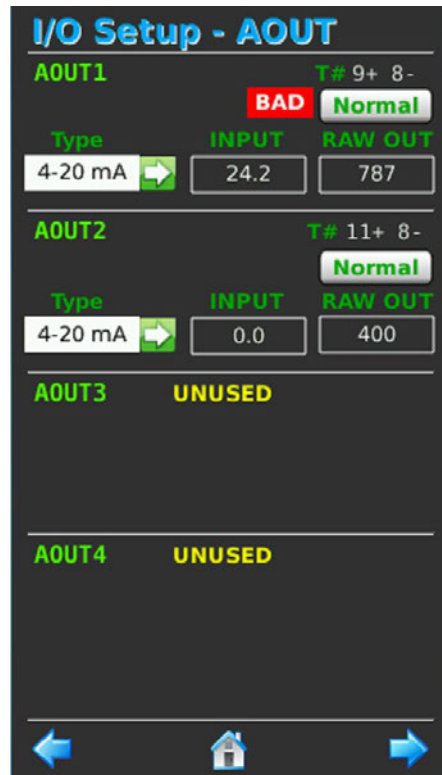 I/O Setup - AOUT
AOUT1 T# 9+ 8-
BAD Normal
Type INPUT RAW OUT
4-20 mA 24.2 787
AOUT2 T# 11+ 8-
Normal
Type INPUT RAW OUT
4-20 mA 0.0 400
AOUT3 UNUSED
AOUT4 UNUSED